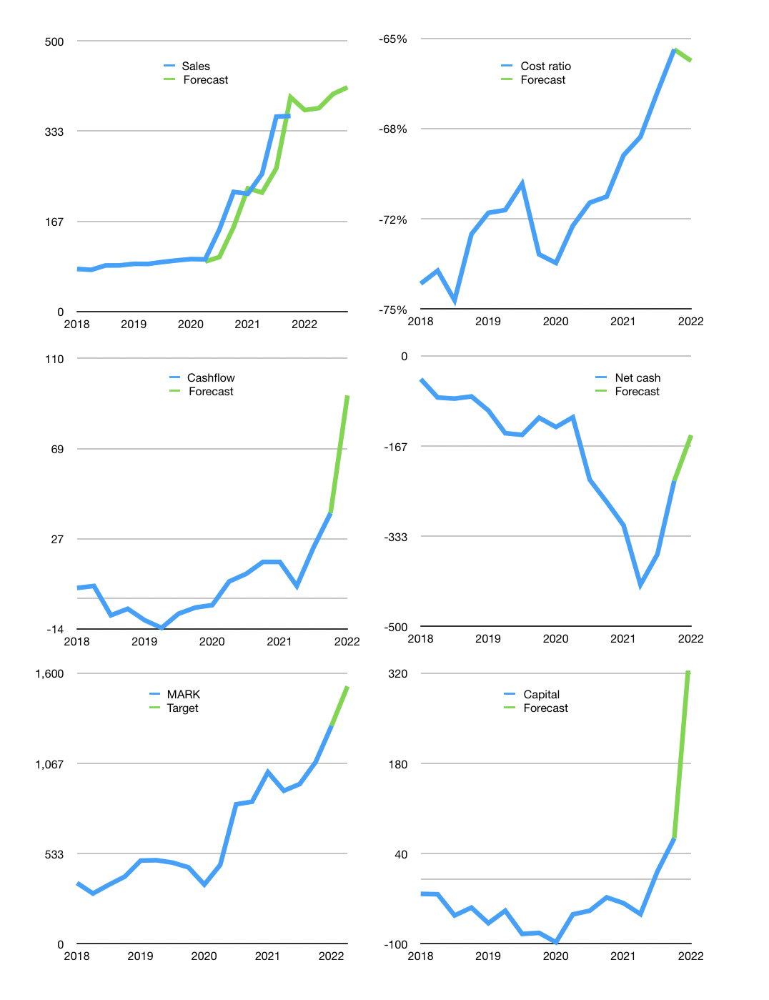 500
Sales
Forecast
333
167
0
2018 2019 2020 2021 2022
-65%
Cost ratio
Forecast
-68%
-72%
-75%
2018 2019 2020 2021 2022
110
Cashflow
Forecast
69
27
-14
2018 2019 2020 2021 2022
0
Net cash
Forecast
-167
-333
-500
2018 2019 2020 2021 2022
1,600
MARK
Target
1,067
533
0
2018 2019 2020 2021 2022
320
Capital
Forecast
180
40
-100
2018 2019 2020 2021 2022